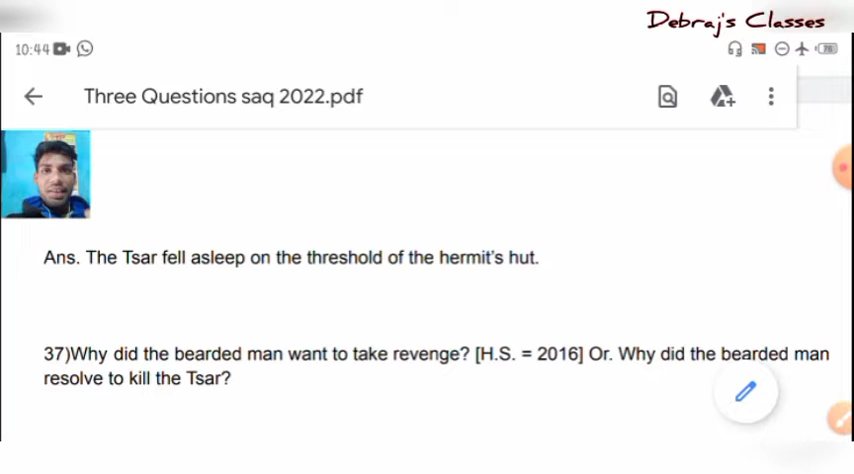 Debraj's Classes
10:44
Three Questions saq 2022.pdf
Ans. The Tsar fell asleep on the threshold of the hermit's hut.
37)Why did the bearded man want to take revenge? [H.S. = 2016] Or. Why did the bearded man
resolve to kill the Tsar?